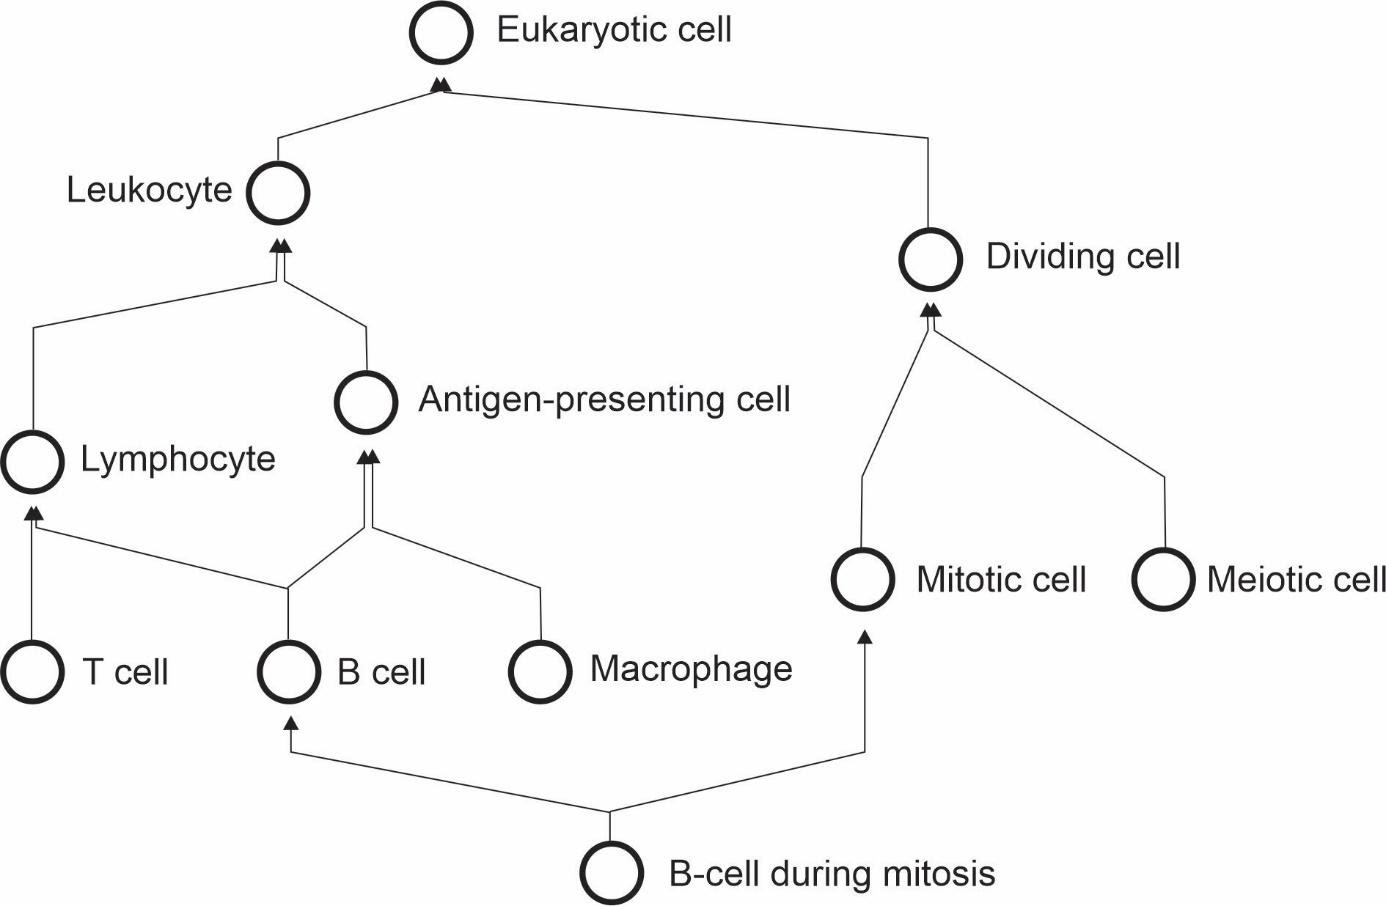 Eukaryotic cell
Leukocyte
Dividing cell
Antigen-presenting cell
Lymphocyte
Mitotic cell
Meiotic cell
T cell
B cell
Macrophage
B-cell during mitosis